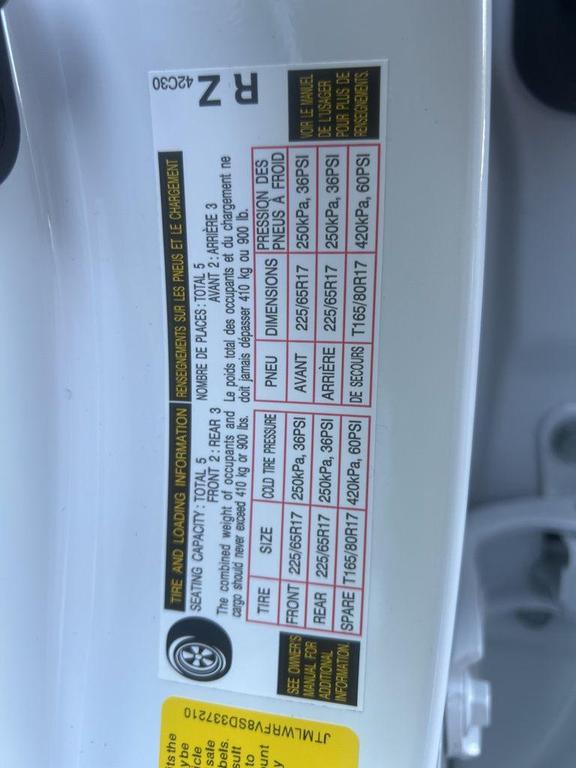 TIRE AND LOADING INFORMATION
RENSEIGNEMENTS SUR LES PNEUS ET LE CHARGEMENT
SEATING CAPACITY : TOTAL 5
FRONT 2 : REAR 3
The combined weight of occupants and
cargo should never exceed 410 kg or 900 lbs.
NOMBRE DE PLACES : TOTAL 5
AVANT 2 : ARRIÈRE 3
Le poids total des occupants et du chargement ne
doit jamais dépasser 410 kg ou 900 lb.
R Z
42C30
TIRE SIZE COLD TIRE PRESSURE
FRONT 225/65R17 250kPa, 36PSI
REAR 225/65R17 250kPa, 36PSI
SPARE T165/80R17 420kPa, 60PSI
PNEU DIMENSIONS PRESSION DES
PNEUS À FROID
AVANT 225/65R17 250kPa, 36PSI
ARRIÈRE 225/65R17 250kPa, 36PSI
DE SECOURS T165/80R17 420kPa, 60PSI
SEE OWNER'S
MANUAL FOR
ADDITIONAL
INFORMATION.
VOIR LE MANUEL
DE L'USAGER
POUR PLUS DE
RENSEIGNEMENTS.
JTMLWRFV8SD337210